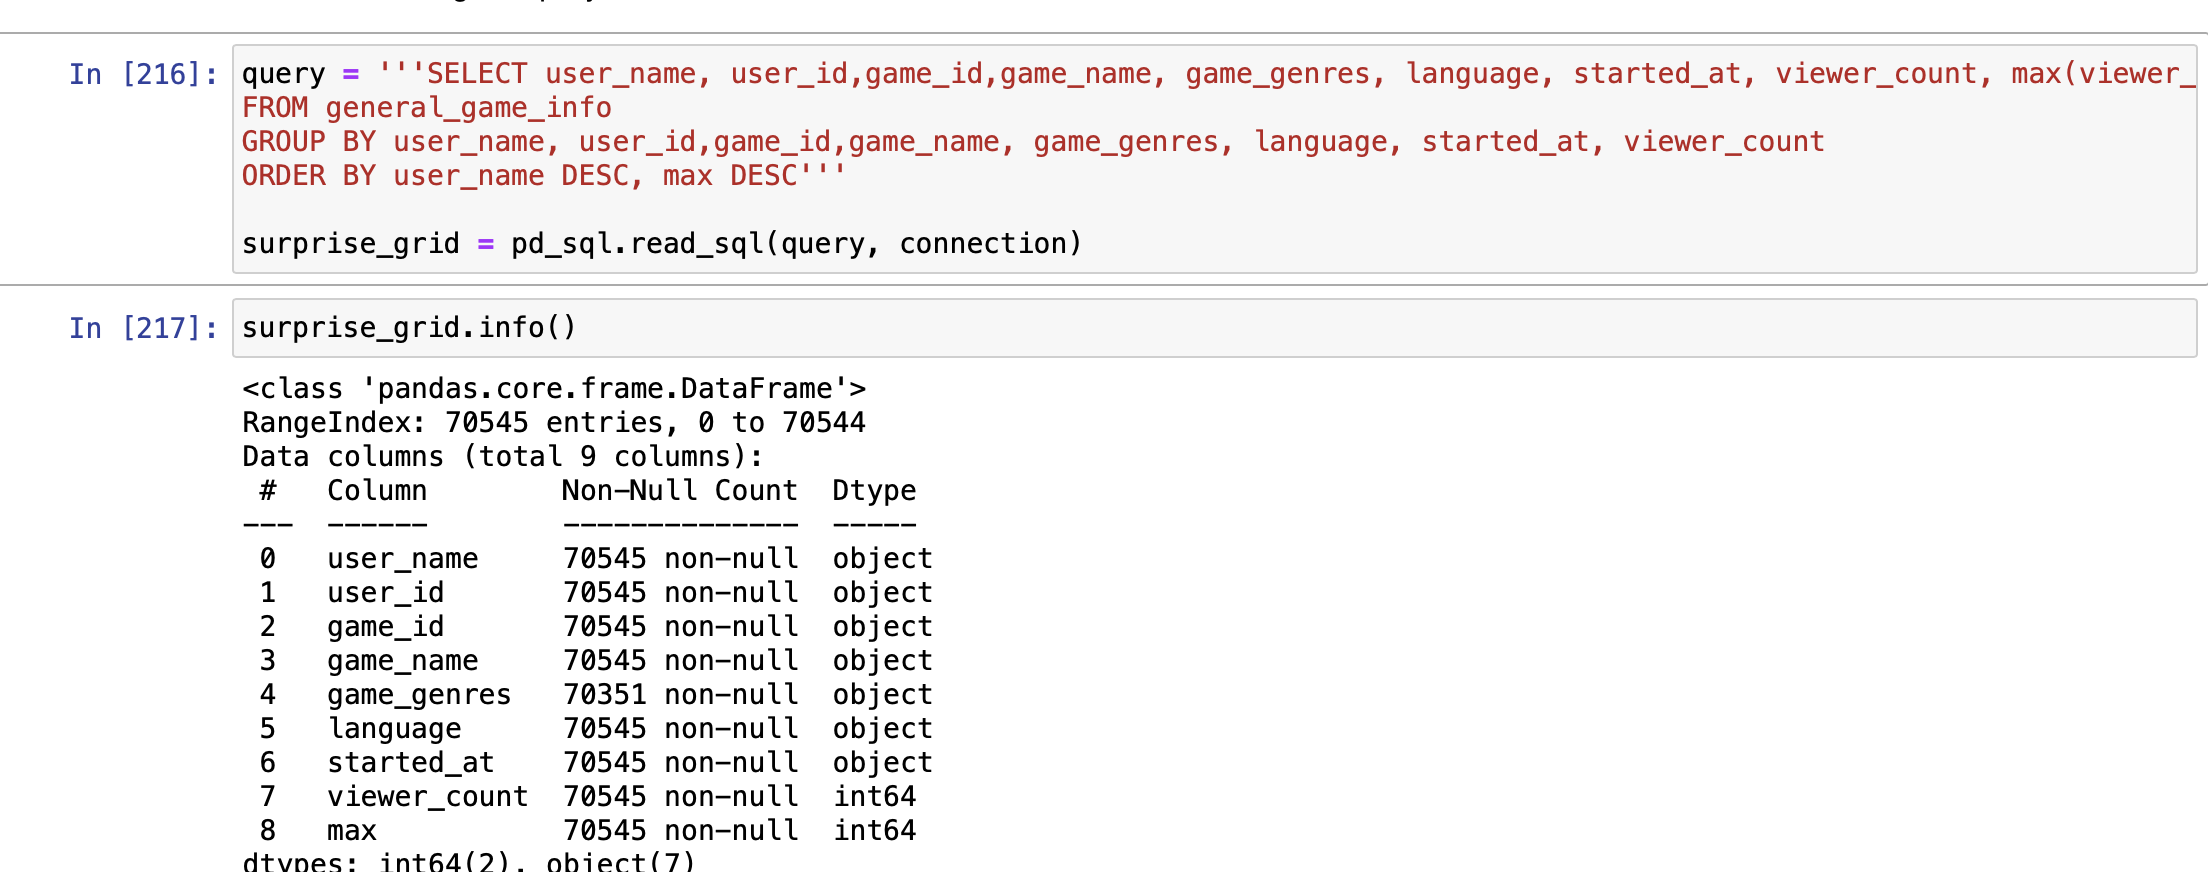 In [216]: query = '''SELECT user_name, user_id,game_id,game_name, game_genres, language, started_at, viewer_count, max(viewer_
FROM general_game_info
GROUP BY user_name, user_id,game_id,game_name, game_genres, language, started_at, viewer_count
ORDER BY user_name DESC, max DESC'''
surprise_grid = pd_sql.read_sql(query, connection)
In [217]: surprise_grid.info()
<class 'pandas.core.frame.DataFrame'>
RangeIndex: 70545 entries, 0 to 70544
Data columns (total 9 columns):
# Column Non-Null Count Dtype
--- ------ -------------- -----
0 user_name 70545 non-null object
1 user_id 70545 non-null object
2 game_id 70545 non-null object
3 game_name 70545 non-null object
4 game_genres 70351 non-null object
5 language 70545 non-null object
6 started_at 70545 non-null object
7 viewer_count 70545 non-null int64
8 max 70545 non-null int64
dtypes: int64(2), object(7)